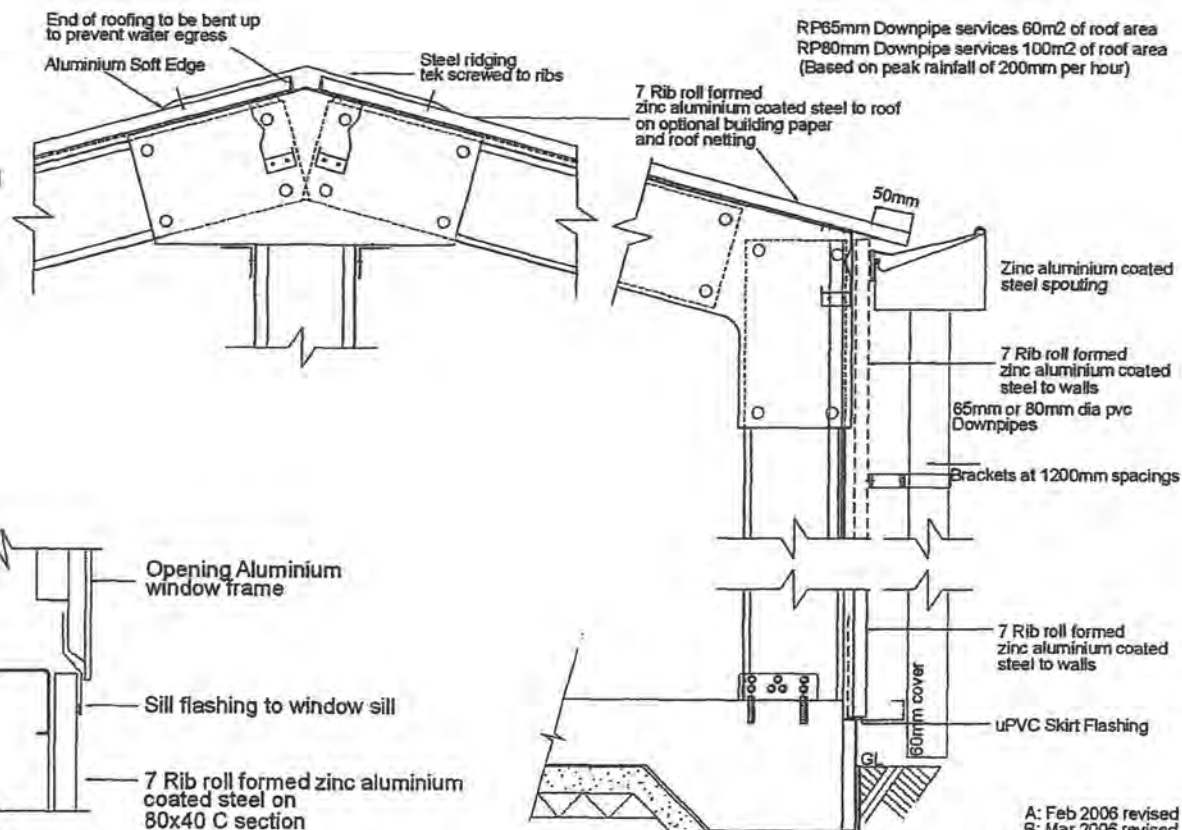 End of roofing to be bent up
to prevent water egress
Aluminium Soft Edge
Steel ridging
tek screwed to ribs
RP65mm Downpipe services 60m2 of roof area
RP80mm Downpipe services 100m2 of roof area
(Based on peak rainfall of 200mm per hour)
7 Rib roll formed
zinc aluminium coated steel to roof
on optional building paper
and roof netting
50mm
Zinc aluminium coated
steel spouting
7 Rib roll formed
zinc aluminium coated
steel to walls
65mm or 80mm dia pvc
Downpipes
Brackets at 1200mm spacings
Opening Aluminium
window frame
Sill flashing to window sill
7 Rib roll formed zinc aluminium
coated steel on
80x40 C section
7 Rib roll formed
zinc aluminium coated
steel to walls
60mm cover
uPVC Skirt Flashing
GL
A: Feb 2006 revised
B: Mar 2006 revised